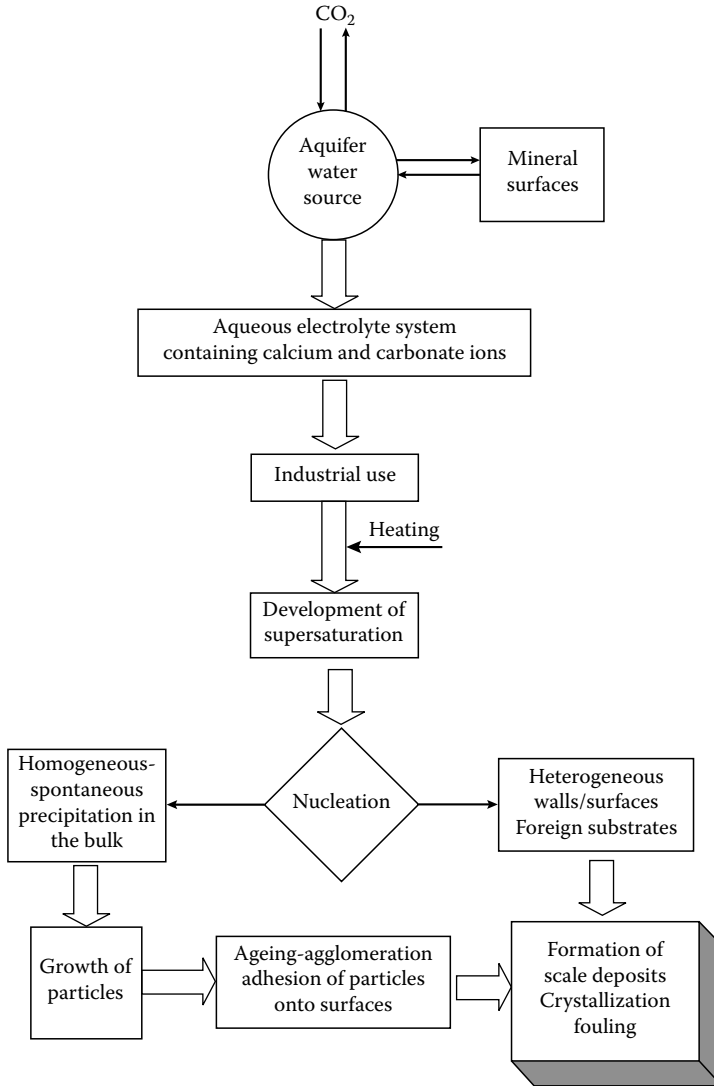 CO₂
Aquifer
water
source
Mineral
surfaces
Aqueous electrolyte system
containing calcium and carbonate ions
Industrial use
Heating
Development of
supersaturation
Nucleation
Homogeneous-
spontaneous
precipitation in
the bulk
Heterogeneous
walls/surfaces
Foreign substrates
Growth of
particles
Ageing-agglomeration
adhesion of particles
onto surfaces
Formation of
scale deposits
Crystallization
fouling